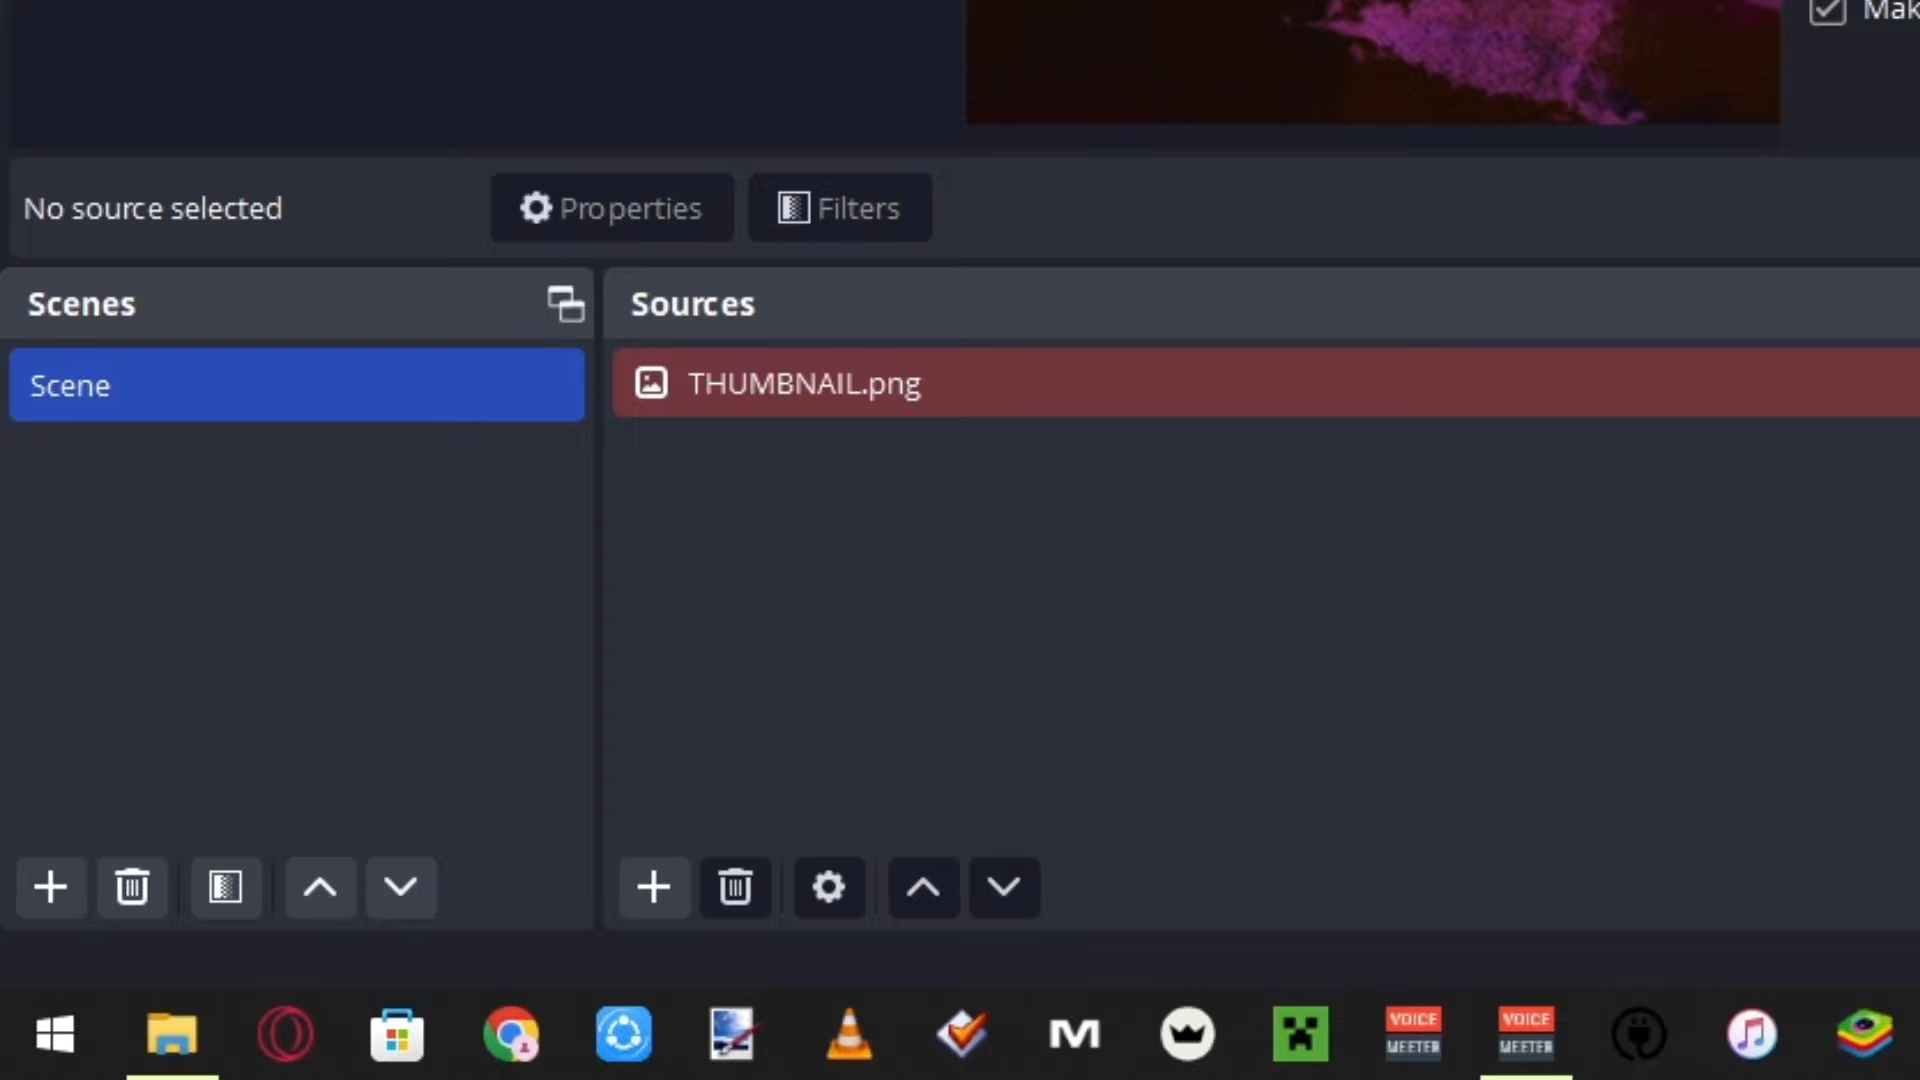 Mak
No source selected
Properties
Filters
Scenes
Sources
Scene
THUMBNAIL.png
M
VOICE
MEETER
VOICE
MEETER